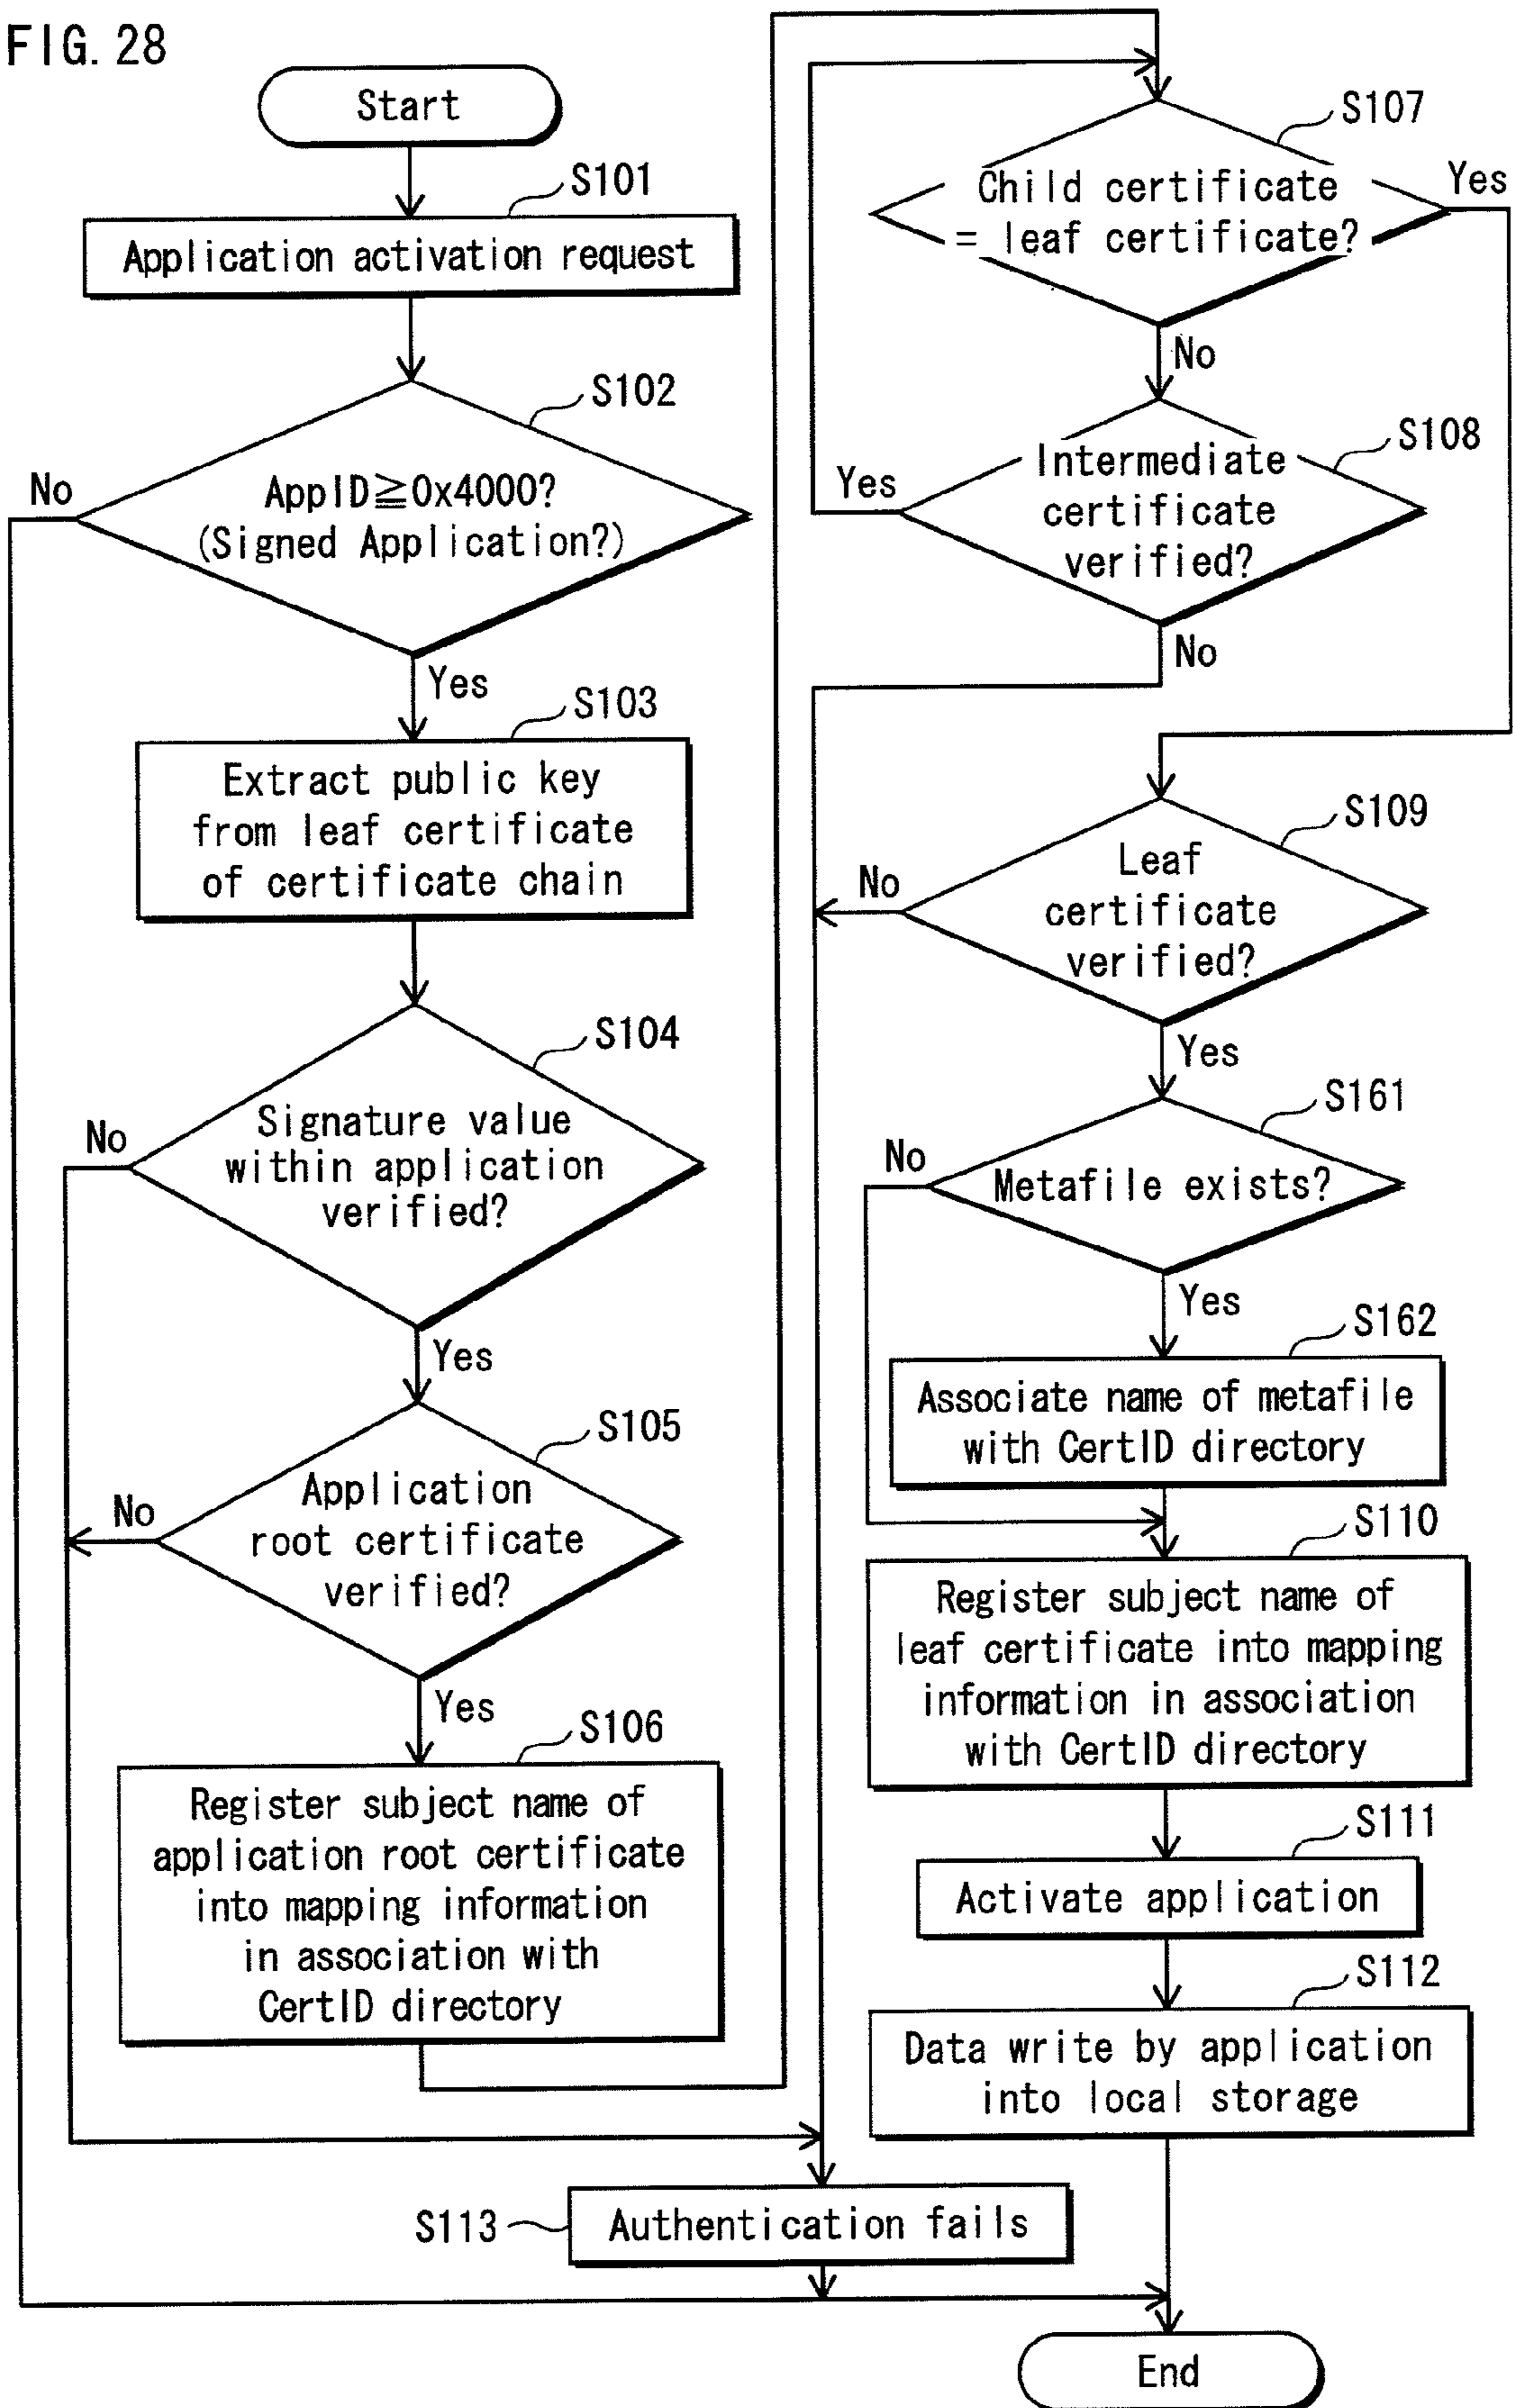 FIG. 28
Start
S101
Application activation request
S102
No
AppID≧0x4000?
(Signed Application?)
Yes
S103
Extract public key
from leaf certificate
of certificate chain
S104
No
Signature value
within application
verified?
Yes
S105
No
Application
root certificate
verified?
Yes
S106
Register subject name of
application root certificate
into mapping information
in association with
CertID directory
S107
Child certificate
= leaf certificate?
Yes
No
S108
Yes
Intermediate
certificate
verified?
No
S109
No
Leaf
certificate
verified?
Yes
S161
No
Metafile exists?
Yes
S162
Associate name of metafile
with CertID directory
S110
Register subject name of
leaf certificate into mapping
information in association
with CertID directory
S111
Activate application
S112
Data write by application
into local storage
S113
Authentication fails
End